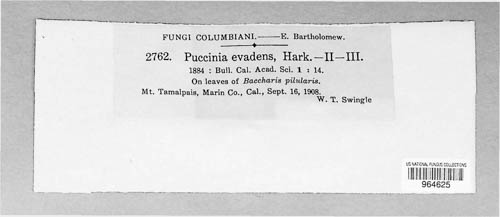 FUNGI COLUMBIANI.——E. Bartholomew.
2762. Puccinia evadens, Hark.—II—III.
1884 : Bull. Cal. Acad. Sci. 1 : 14.
On leaves of Baccharis pilularis.
Mt. Tamalpais, Marin Co., Cal., Sept. 16, 1908.
W. T. Swingle
US NATIONAL FUNGUS COLLECTIONS
964625